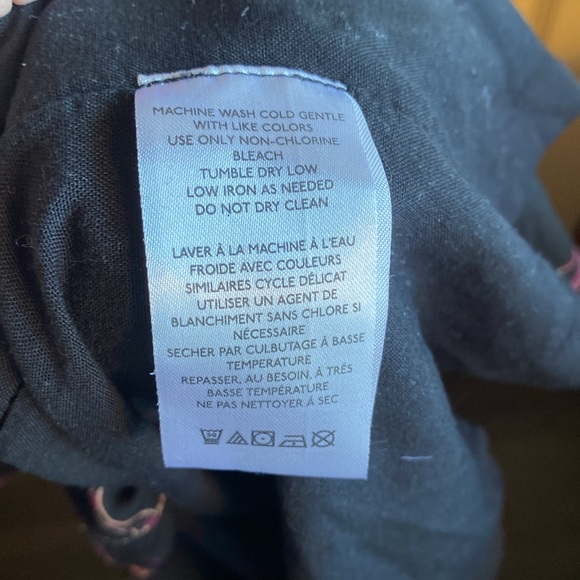 MACHINE WASH COLD GENTLE
WITH LIKE COLORS
USE ONLY NON-CHLORINE
BLEACH
TUMBLE DRY LOW
LOW IRON AS NEEDED
DO NOT DRY CLEAN
LAVER À LA MACHINE À L'EAU
FROIDE AVEC COULEURS
SIMILAIRES CYCLE DÉLICAT
UTILISER UN AGENT DE
BLANCHIMENT SANS CHLORE SI
NÉCESSAIRE
SECHER PAR CULBUTAGE À BASSE
TEMPERATURE
REPASSER, AU BESOIN, À TRÉS
BASSE TEMPÉRATURE
NE PAS NETTOYER À SEC